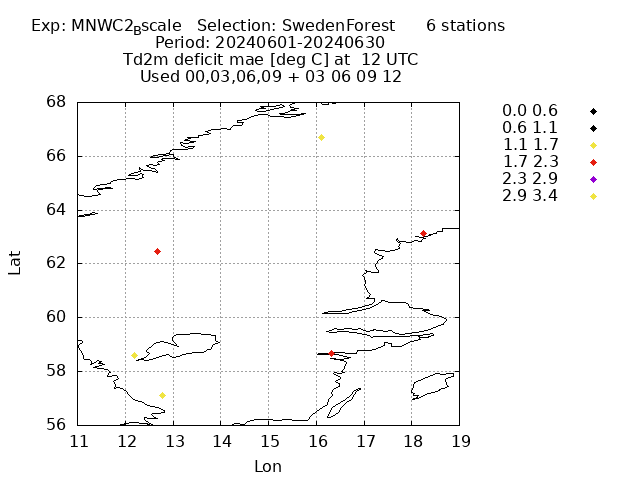 Exp: MNWC2Bscale   Selection: SwedenForest      6 stations
Period: 20240601-20240630
Td2m deficit mae [deg C] at  12 UTC
Used 00,03,06,09 + 03 06 09 12
0.0 0.6
0.6 1.1
1.1 1.7
1.7 2.3
2.3 2.9
2.9 3.4
68
66
64
62
60
58
56
Lat
11 12 13 14 15 16 17 18 19
Lon